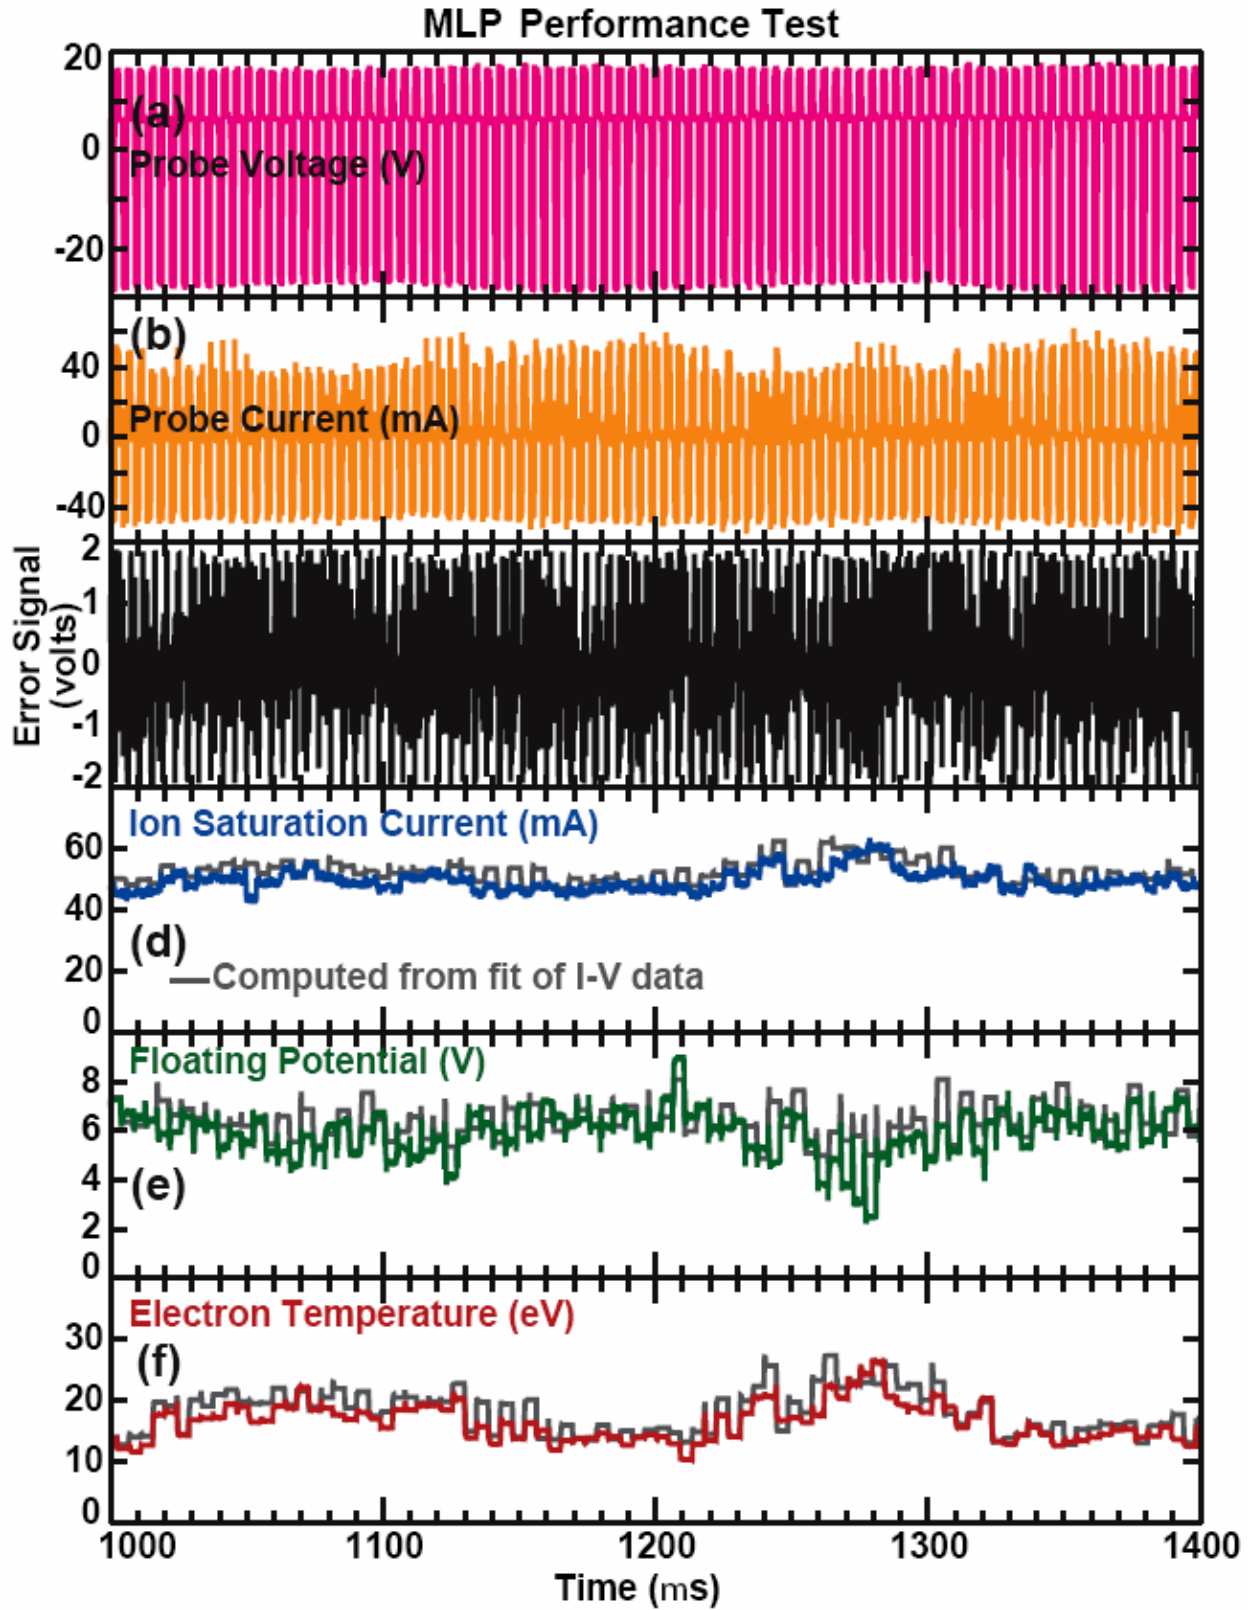 MLP Performance Test
20
(a)
0
Probe Voltage (V)
-20
(b)
40
Probe Current (mA)
0
-40
Error Signal
(volts)
2
1
0
-1
-2
Ion Saturation Current (mA)
60
40
(d)
20
Computed from fit of I-V data
0
Floating Potential (V)
8
6
4
(e)
2
0
Electron Temperature (eV)
30
(f)
20
10
0
1000 1100 1200 1300 1400
Time (ms)